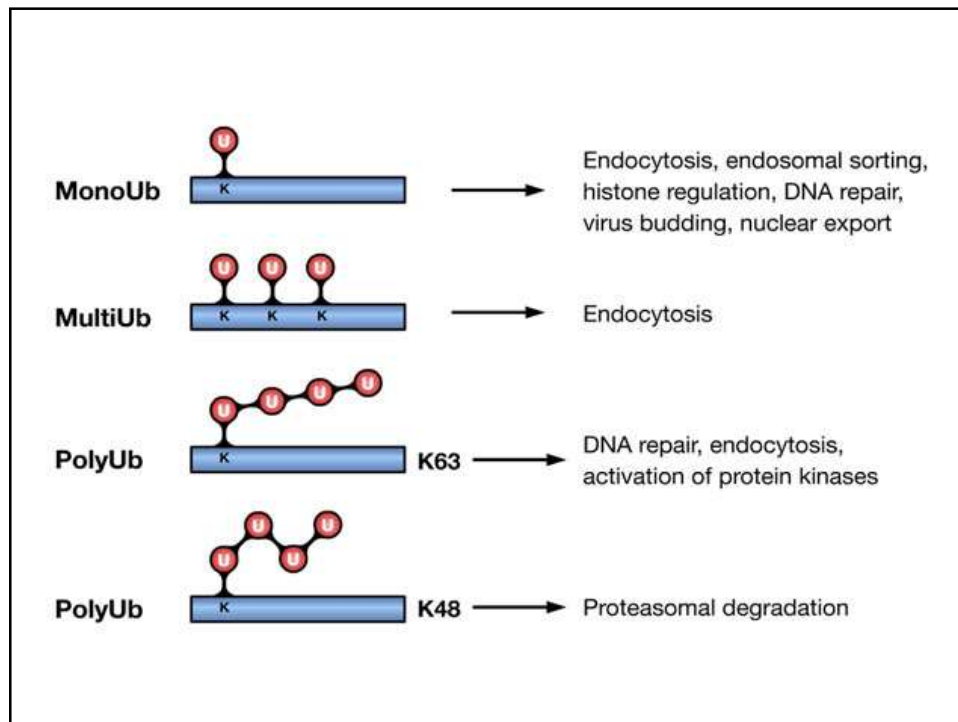 U
K
MonoUb
Endocytosis, endosomal sorting,
histone regulation, DNA repair,
virus budding, nuclear export
U U U
K K K
MultiUb
Endocytosis
U U U U
K
PolyUb
K63
DNA repair, endocytosis,
activation of protein kinases
U U U U
K
PolyUb
K48
Proteasomal degradation